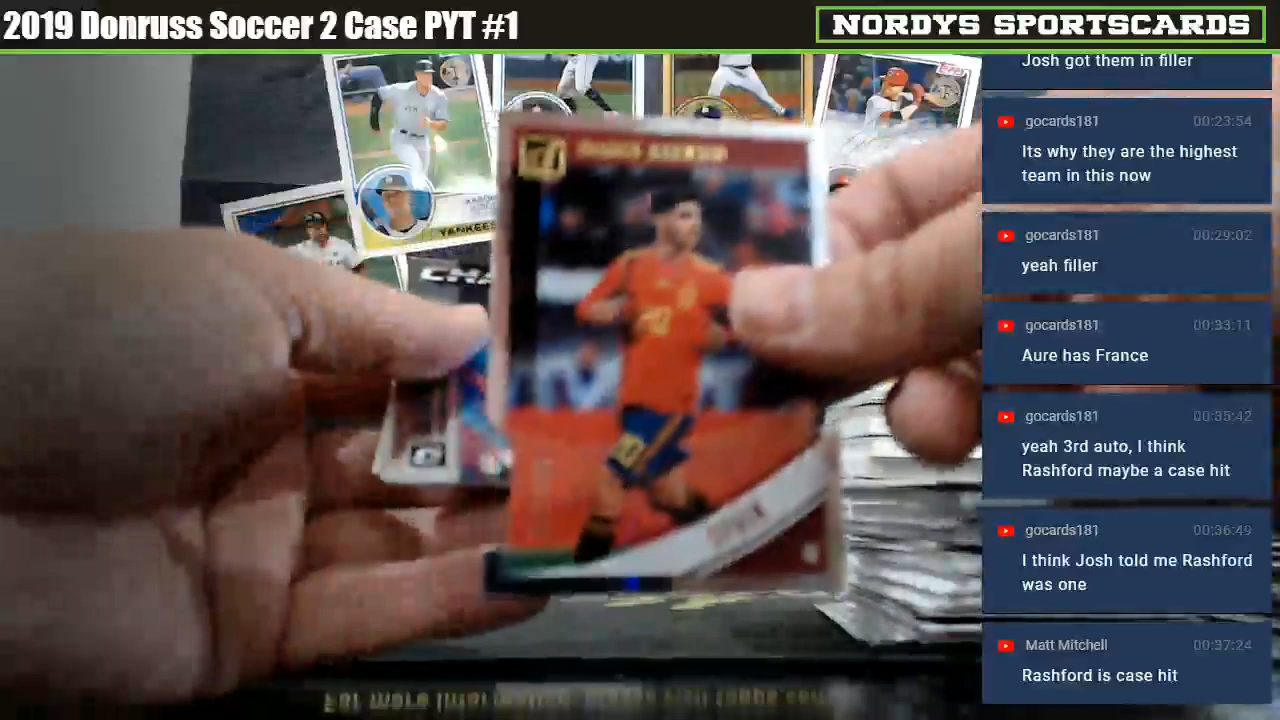 2019 Donruss Soccer 2 Case PYT #1
NORDYS SPORTSCARDS
Josh got them in filler
gocards181 00:23:54
Its why they are the highest
team in this now
gocards181 00:29:02
yeah filler
gocards181 00:33:11
Aure has France
gocards181 00:35:42
yeah 3rd auto, I think
Rashford maybe a case hit
gocards181 00:36:49
I think Josh told me Rashford
was one
Matt Mitchell 00:37:24
Rashford is case hit
Topps
YANKEES